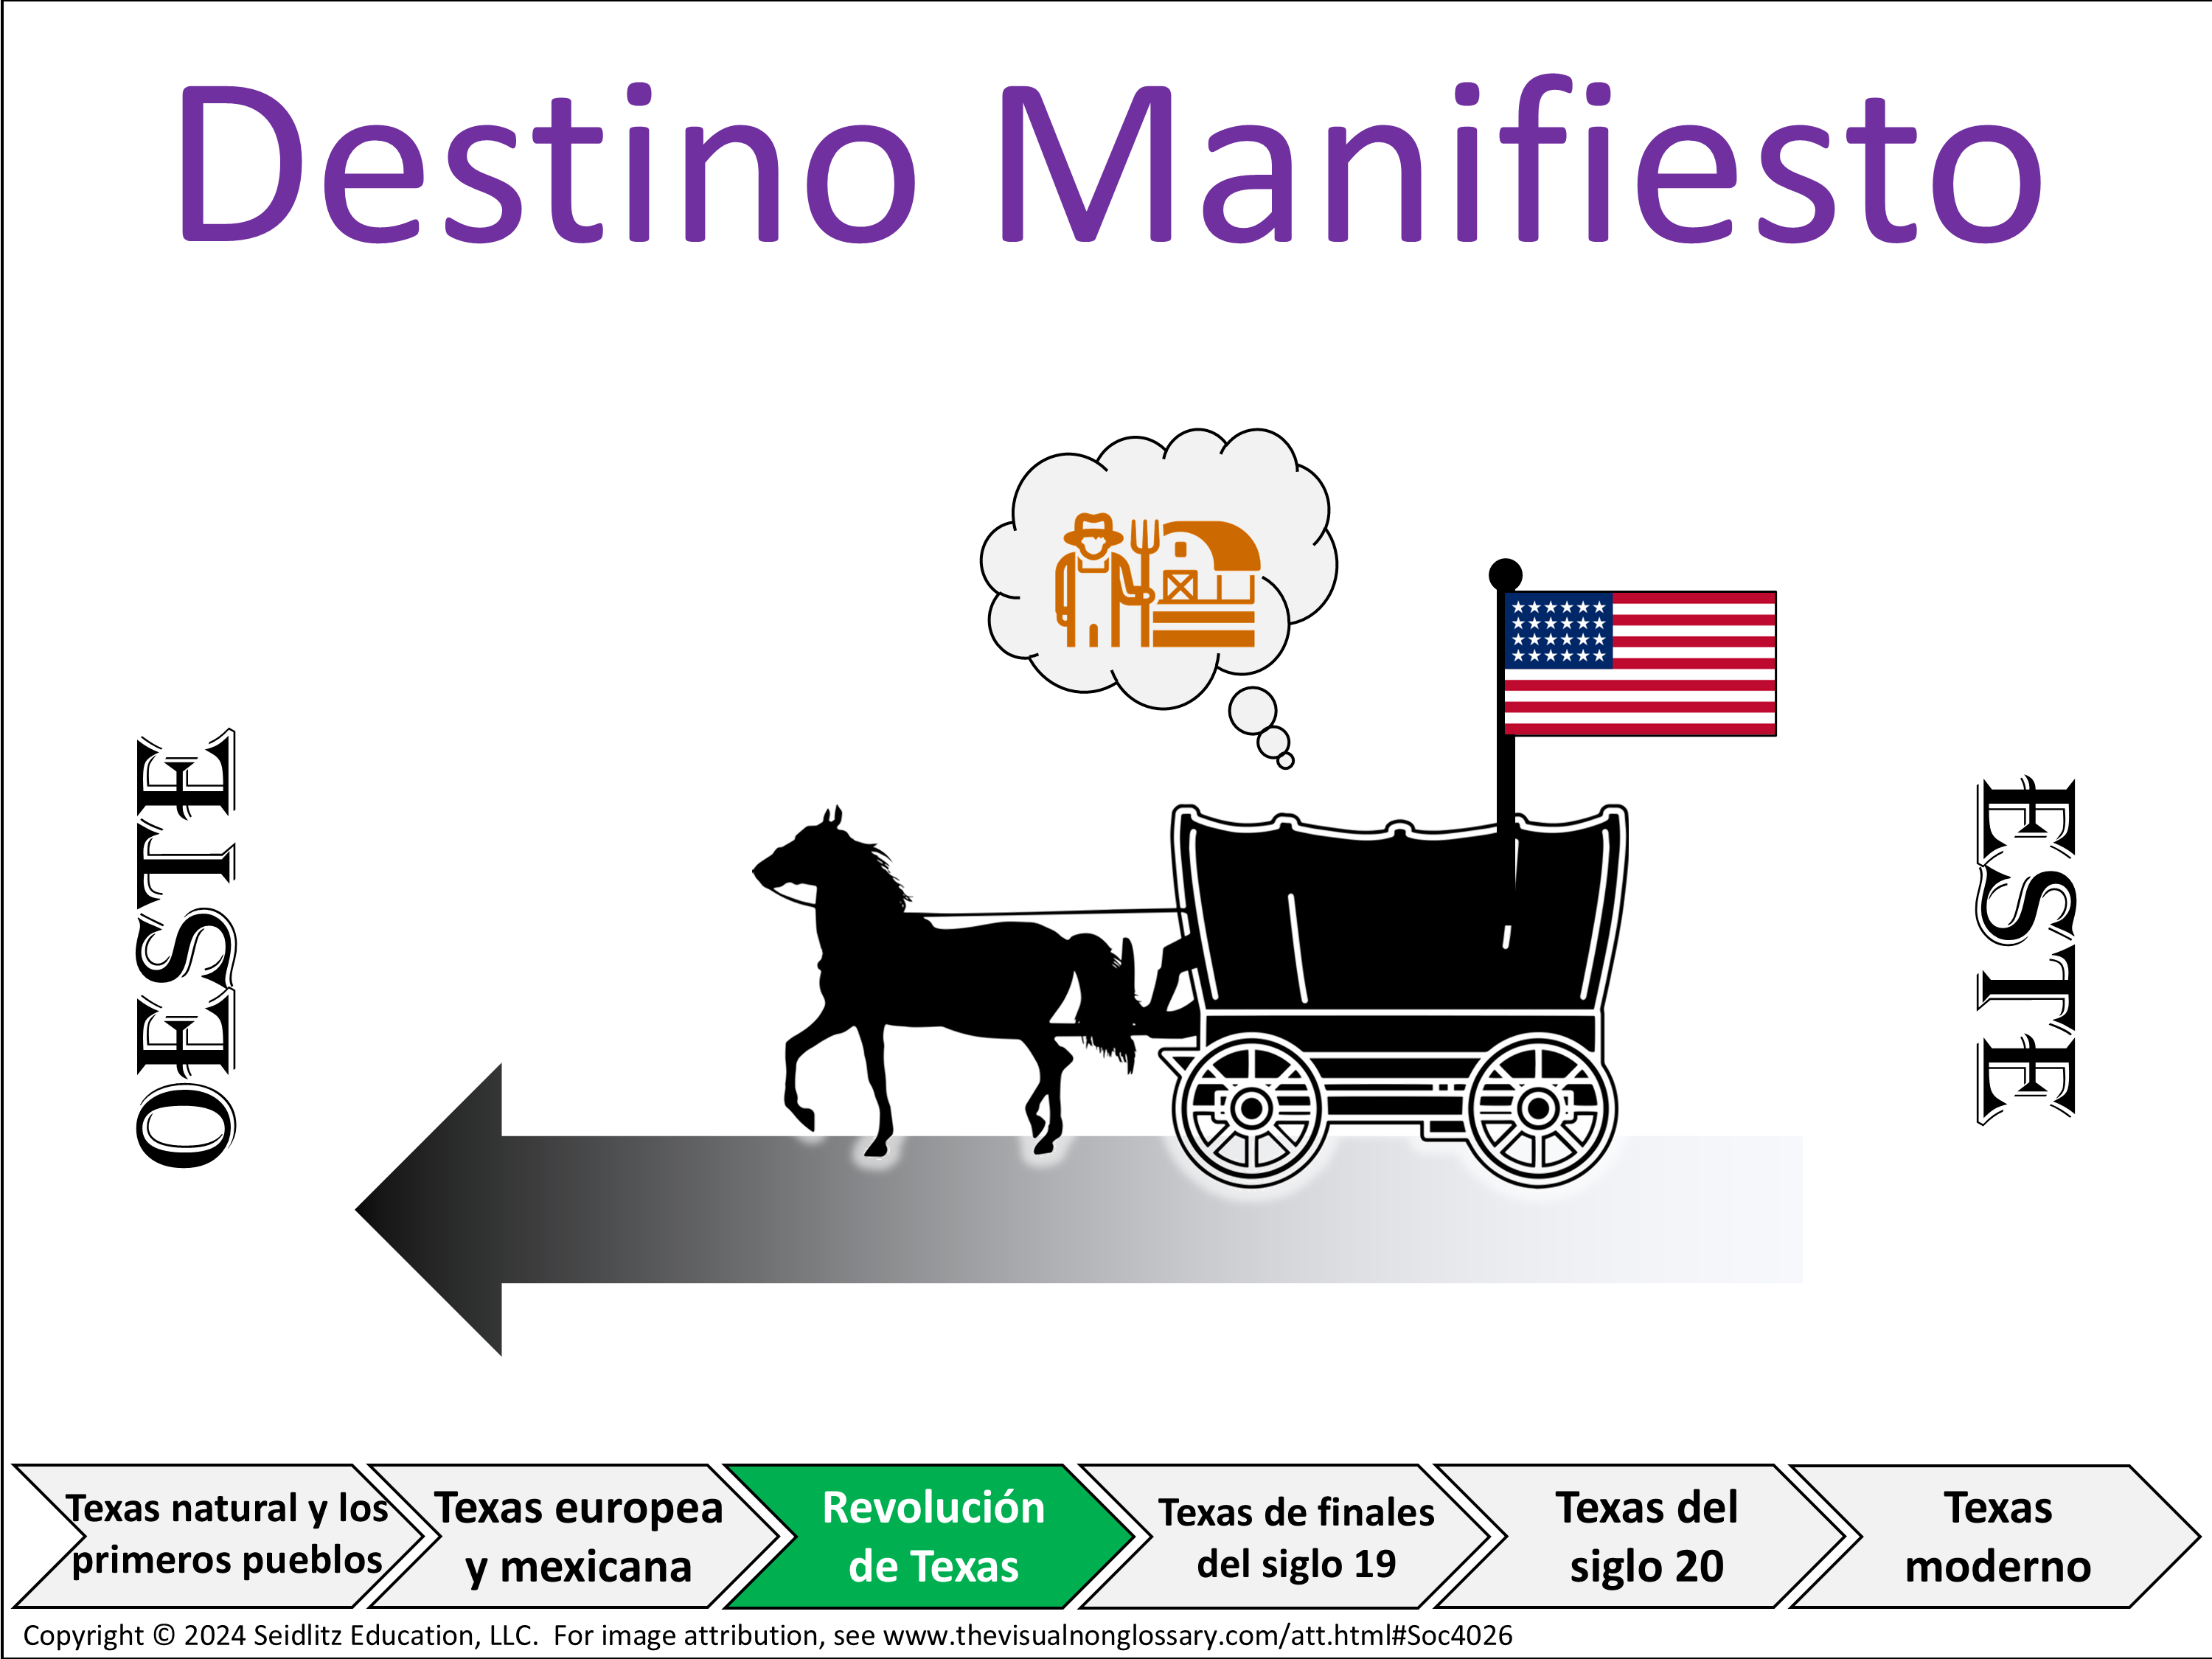 Destino Manifiesto
OESTE
ESTE
Texas natural y los
primeros pueblos
Texas europea
y mexicana
Revolución
de Texas
Texas de finales
del siglo 19
Texas del
siglo 20
Texas
moderno
Copyright © 2024 Seidlitz Education, LLC.  For image attribution, see www.thevisualnonglossary.com/att.html#Soc4026